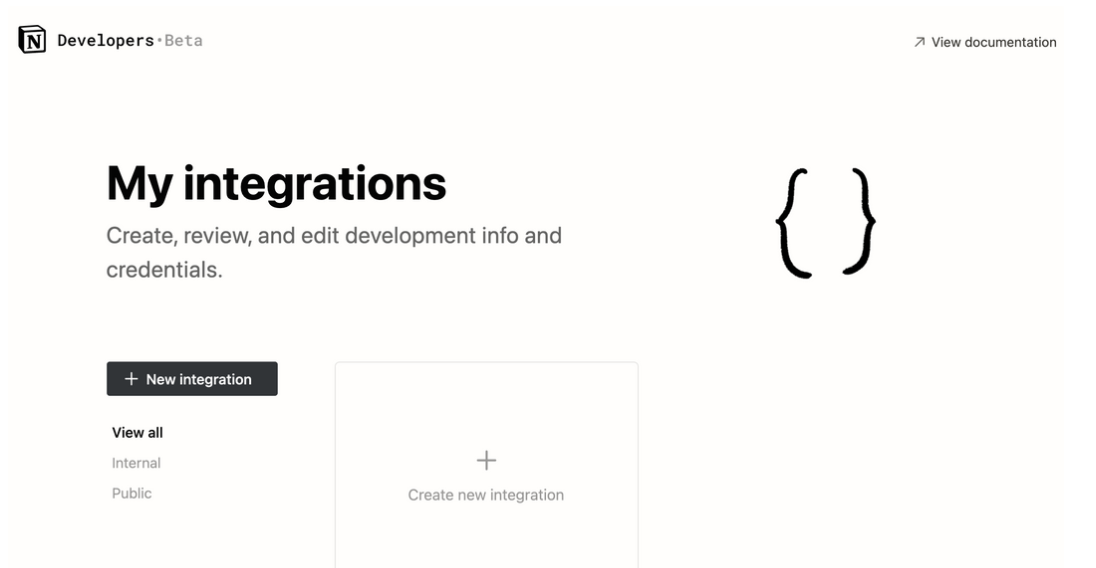 N Developers•Beta
↗ View documentation
My integrations
Create, review, and edit development info and
credentials.
{ }
+ New integration
View all
Internal
Public
+
Create new integration